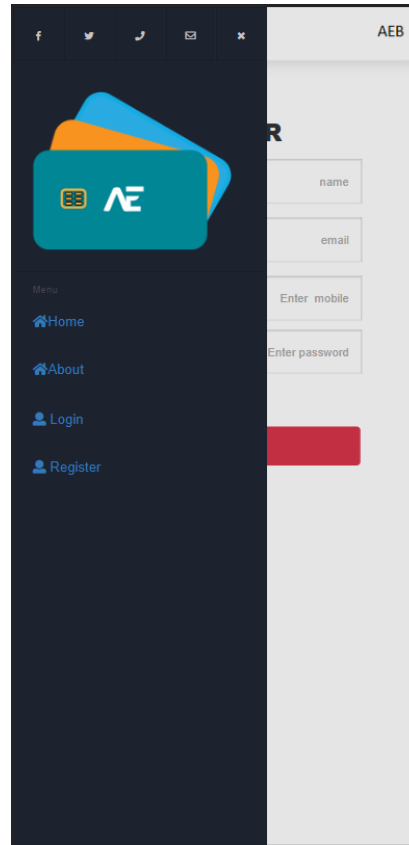 AEB
AE
R
name
email
Enter mobile
Enter password
Menu
Home
About
Login
Register